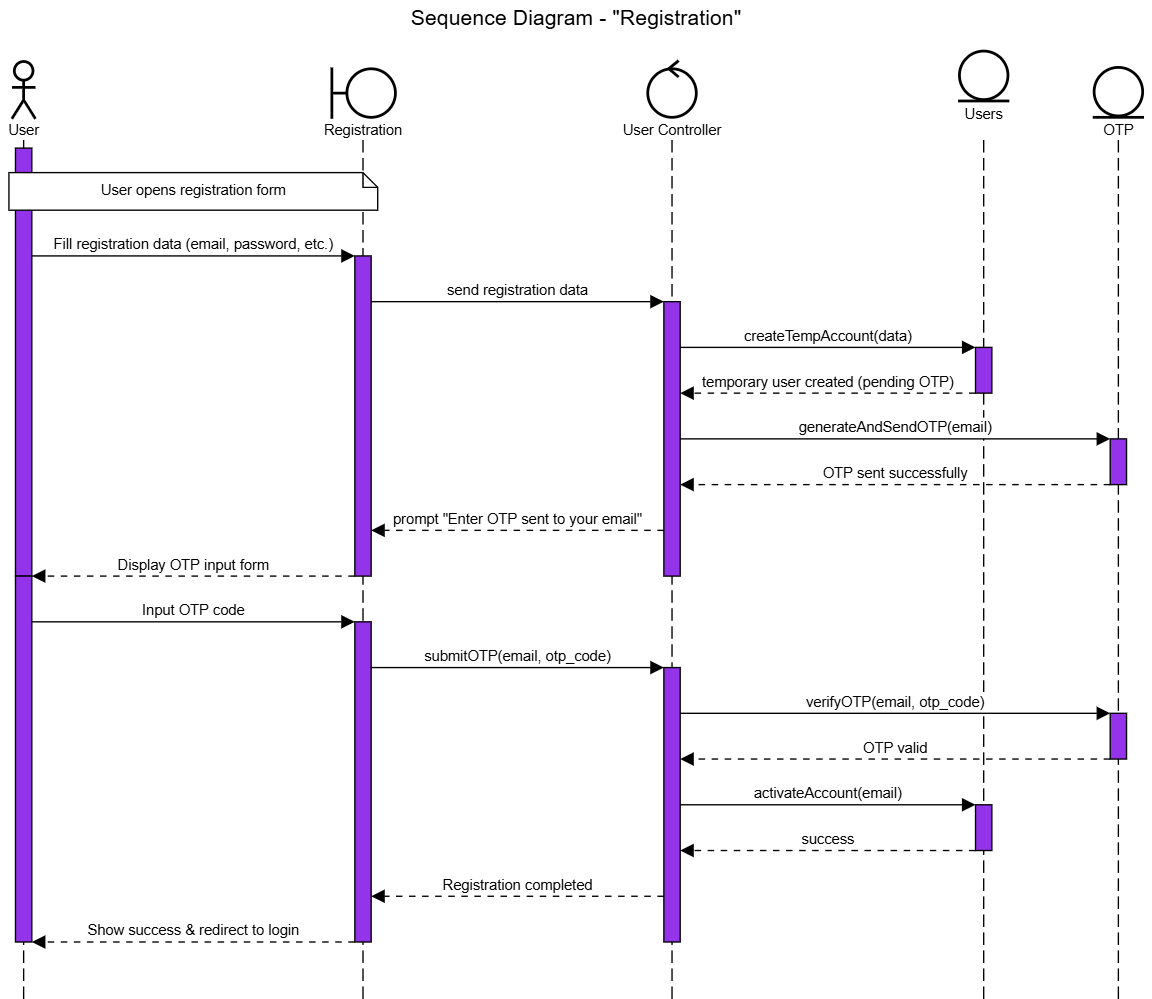 Sequence Diagram - "Registration"
User
Registration
User Controller
Users
OTP
User opens registration form
Fill registration data (email, password, etc.)
send registration data
createTempAccount(data)
temporary user created (pending OTP)
generateAndSendOTP(email)
OTP sent successfully
prompt "Enter OTP sent to your email"
Display OTP input form
Input OTP code
submitOTP(email, otp_code)
verifyOTP(email, otp_code)
OTP valid
activateAccount(email)
success
Registration completed
Show success & redirect to login